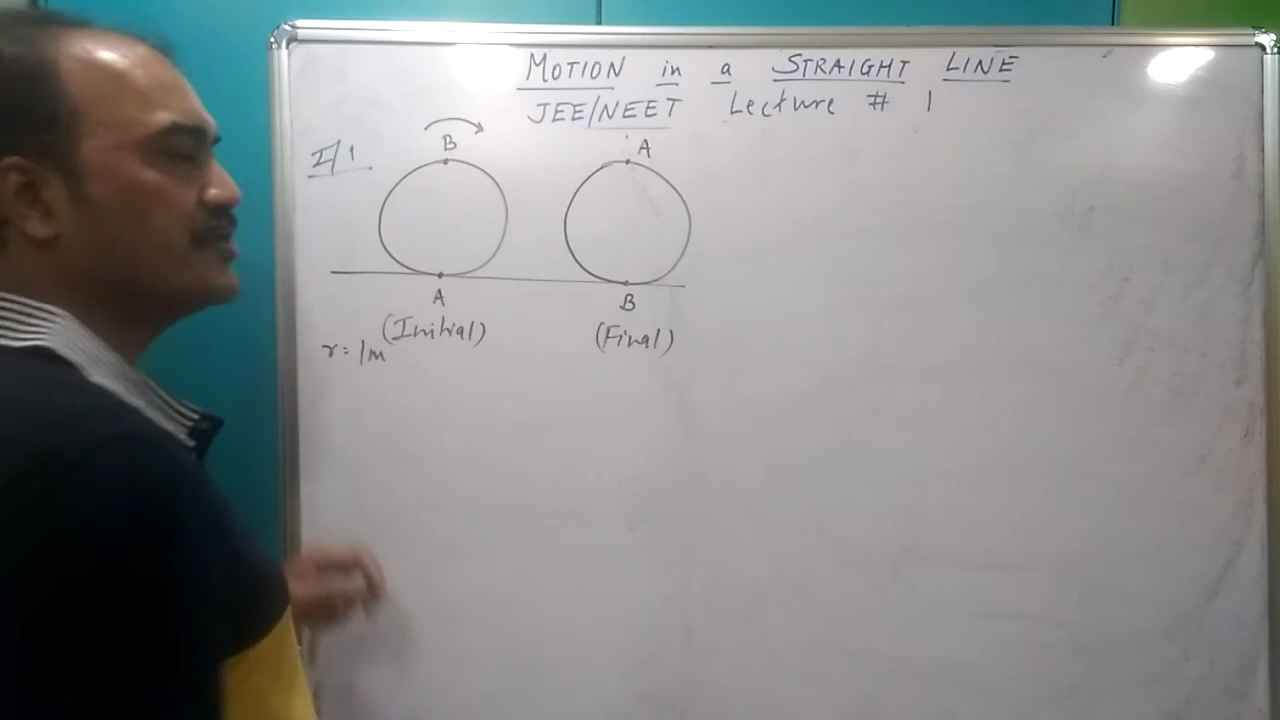 MOTION in a STRAIGHT LINE
JEE/NEET Lecture # 1
I/1
B
A
A
B
(Initial)
(Final)
r = 1m